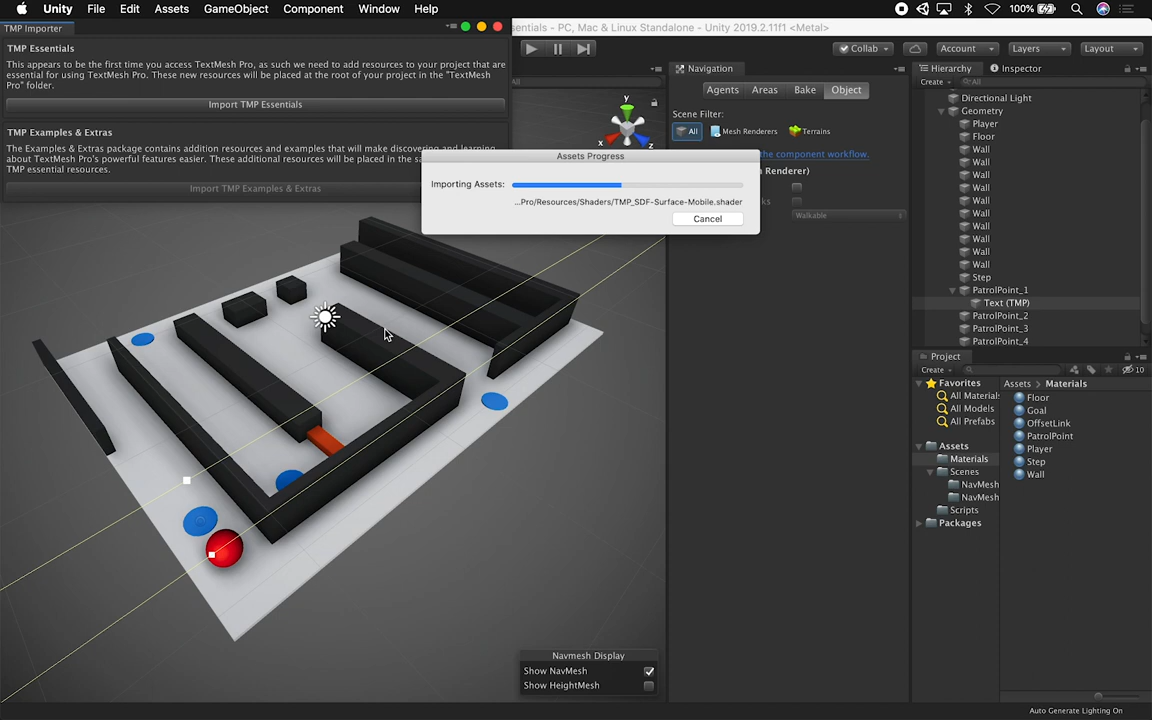 Unity File Edit Assets GameObject Component Window Help 100%
TMP Importer
essentials - PC, Mac & Linux Standalone - Unity 2019.2.11f1 <Metal>
TMP Essentials
This appears to be the first time you access TextMesh Pro, as such we need to add resources to your project that are
essential for using TextMesh Pro. These new resources will be placed at the root of your project in the "TextMesh
Pro" folder.
Import TMP Essentials
TMP Examples & Extras
The Examples & Extras package contains addition resources and examples that will make discovering and learning
about TextMesh Pro's powerful features easier. These additional resources will be placed in the sa
TMP essential resources.
Import TMP Examples & Extras
Collab Account Layers Layout
All
y
x
z
Navigation
Agents Areas Bake Object
Scene Filter:
All Mesh Renderers Terrains
the component workflow.
Renderer)
ks
Walkable
Assets Progress
Importing Assets:
...Pro/Resources/Shaders/TMP_SDF-Surface-Mobile.shader
Cancel
Navmesh Display
Show NavMesh
Show HeightMesh
Hierarchy Inspector
Create All
Directional Light
Geometry
Player
Floor
Wall
Wall
Wall
Wall
Wall
Wall
Wall
Wall
Wall
Wall
Step
PatrolPoint_1
Text (TMP)
PatrolPoint_2
PatrolPoint_3
PatrolPoint_4
Project
Create 10
Favorites
All Materials
All Models
All Prefabs
Assets
Materials
Scenes
NavMesh
NavMesh
Scripts
Packages
Assets > Materials
Floor
Goal
OffsetLink
PatrolPoint
Player
Step
Wall
Auto Generate Lighting On